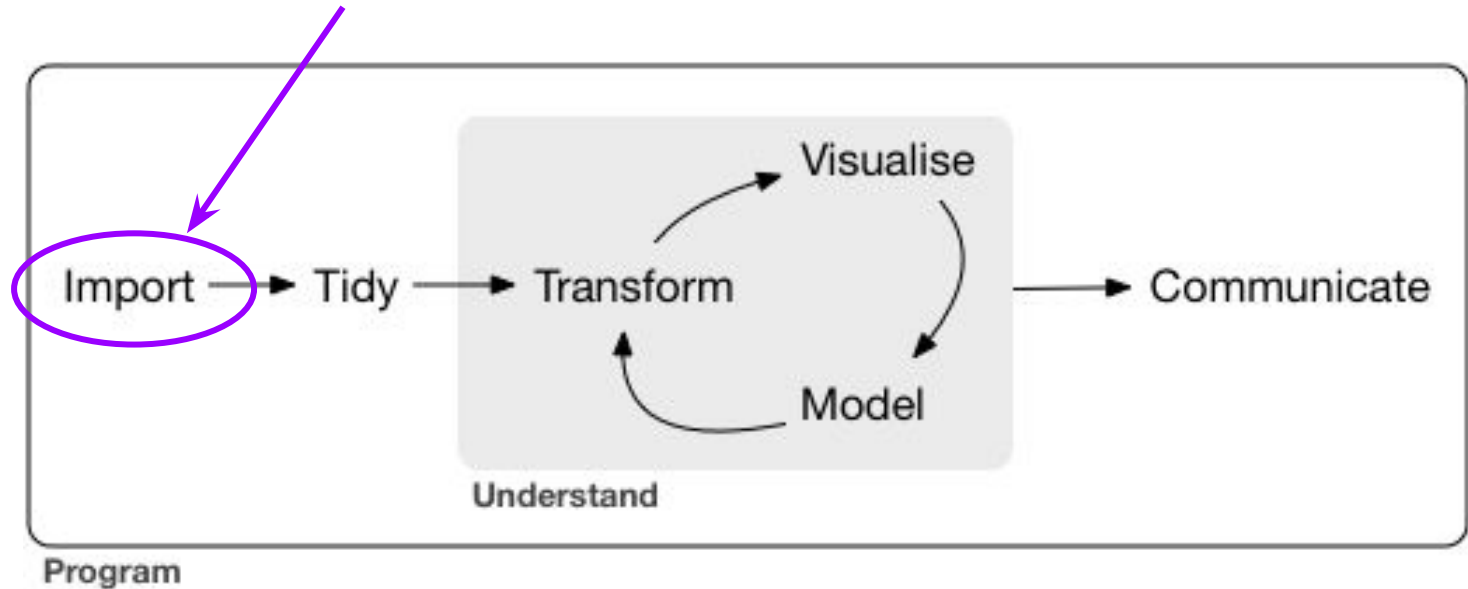 Visualise
Import Tidy Transform Communicate
Model
Understand
Program